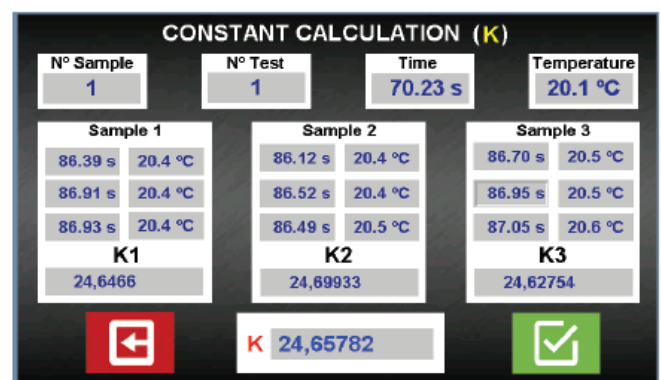 CONSTANT CALCULATION (K)
Nº Sample Nº Test Time Temperature
1 1 70.23 s 20.1 ºC
Sample 1 Sample 2 Sample 3
86.39 s 20.4 ºC 86.12 s 20.4 ºC 86.70 s 20.5 ºC
86.91 s 20.4 ºC 86.52 s 20.4 ºC 86.95 s 20.5 ºC
86.93 s 20.4 ºC 86.49 s 20.5 ºC 87.05 s 20.6 ºC
K1 K2 K3
24,6466 24,69933 24,62754
K 24,65782